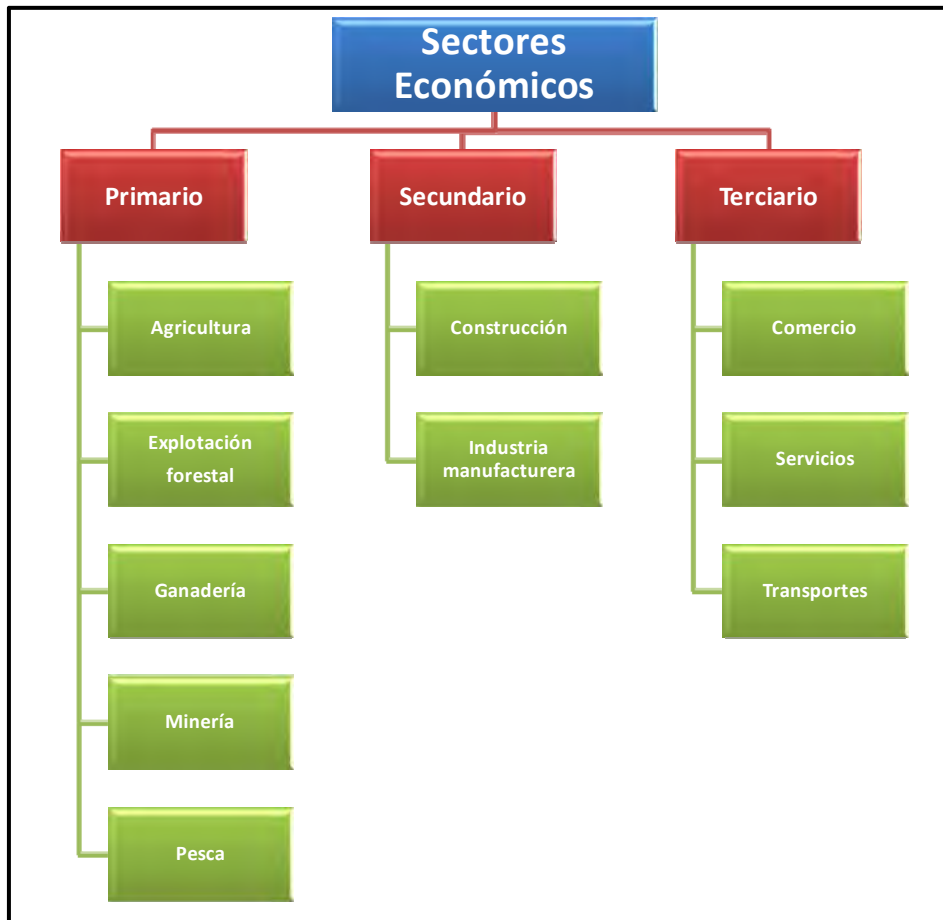 Sectores
Económicos
Primario
Secundario
Terciario
Agricultura
Construcción
Comercio
Explotación
forestal
Industria
manufacturera
Servicios
Ganadería
Transportes
Minería
Pesca